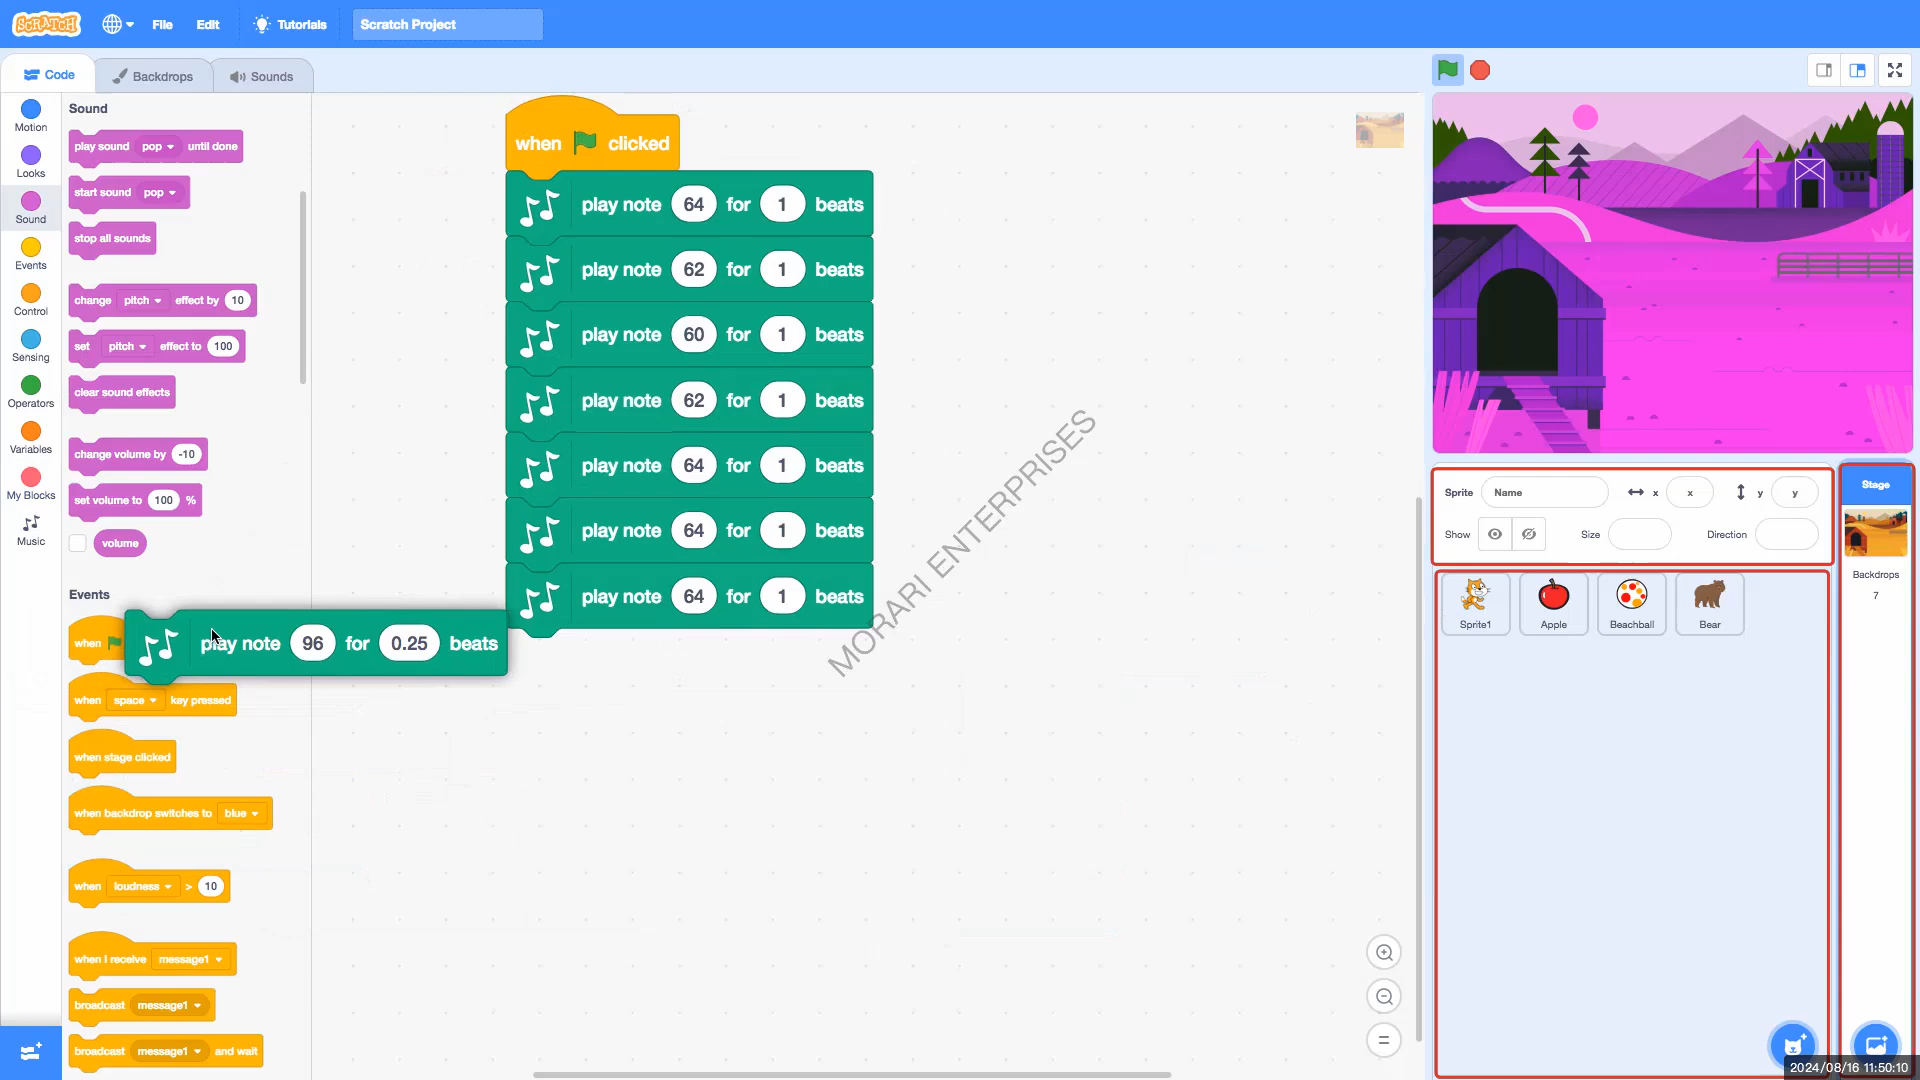 SCRATCH File Edit Tutorials Scratch Project
Code Backdrops Sounds
Motion
Looks
Sound
Events
Control
Sensing
Operators
Variables
My Blocks
Music
Sound
play sound pop until done
start sound pop
stop all sounds
change pitch effect by 10
set pitch effect to 100
clear sound effects
change volume by -10
set volume to 100 %
volume
Events
when
when space key pressed
when stage clicked
when backdrop switches to blue
when loudness > 10
when I receive message1
broadcast message1
broadcast message1 and wait
play note 96 for 0.25 beats
when clicked
play note 64 for 1 beats
play note 62 for 1 beats
play note 60 for 1 beats
play note 62 for 1 beats
play note 64 for 1 beats
play note 64 for 1 beats
play note 64 for 1 beats
MORARI ENTERPRISES
Sprite Name x x y y
Show Size Direction
Sprite1 Apple Beachball Bear
Stage
Backdrops
7
2024/08/16 11:50:10